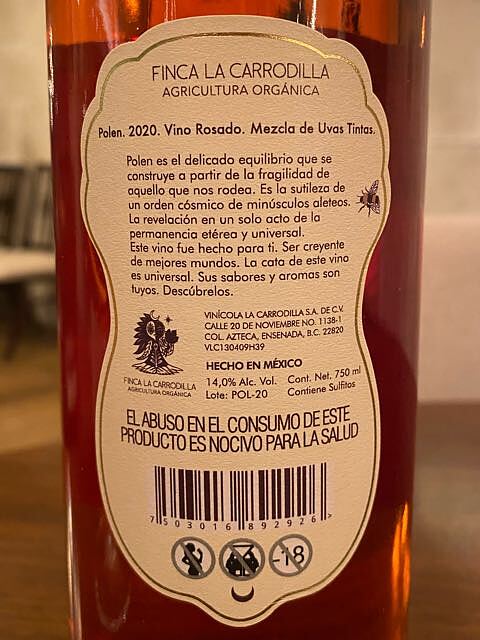 FINCA LA CARRODILLA
AGRICULTURA ORGÁNICA
Polen. 2020. Vino Rosado. Mezcla de Uvas Tintas.
Polen es el delicado equilibrio que se
construye a partir de la fragilidad de
aquello que nos rodea. Es la sutileza de
un orden cósmico de minúsculos aleteos.
La revelación en un solo acto de la
permanencia etérea y universal.
Este vino fue hecho para ti. Ser creyente
de mejores mundos. La cata de este vino
es universal. Sus sabores y aromas son
tuyos. Descúbrelos.
VINÍCOLA LA CARRODILLA S.A. DE C.V.
CALLE 20 DE NOVIEMBRE NO. 1138-1
COL. AZTECA, ENSENADA, B.C. 22820
VLC130409H39
HECHO EN MÉXICO
FINCA LA CARRODILLA
AGRICULTURA ORGÁNICA
14,0% Alc. Vol. Cont. Net. 750 ml
Lote: POL-20 Contiene Sulfitos
EL ABUSO EN EL CONSUMO DE ESTE
PRODUCTO ES NOCIVO PARA LA SALUD
7 503016 892926 >
-18